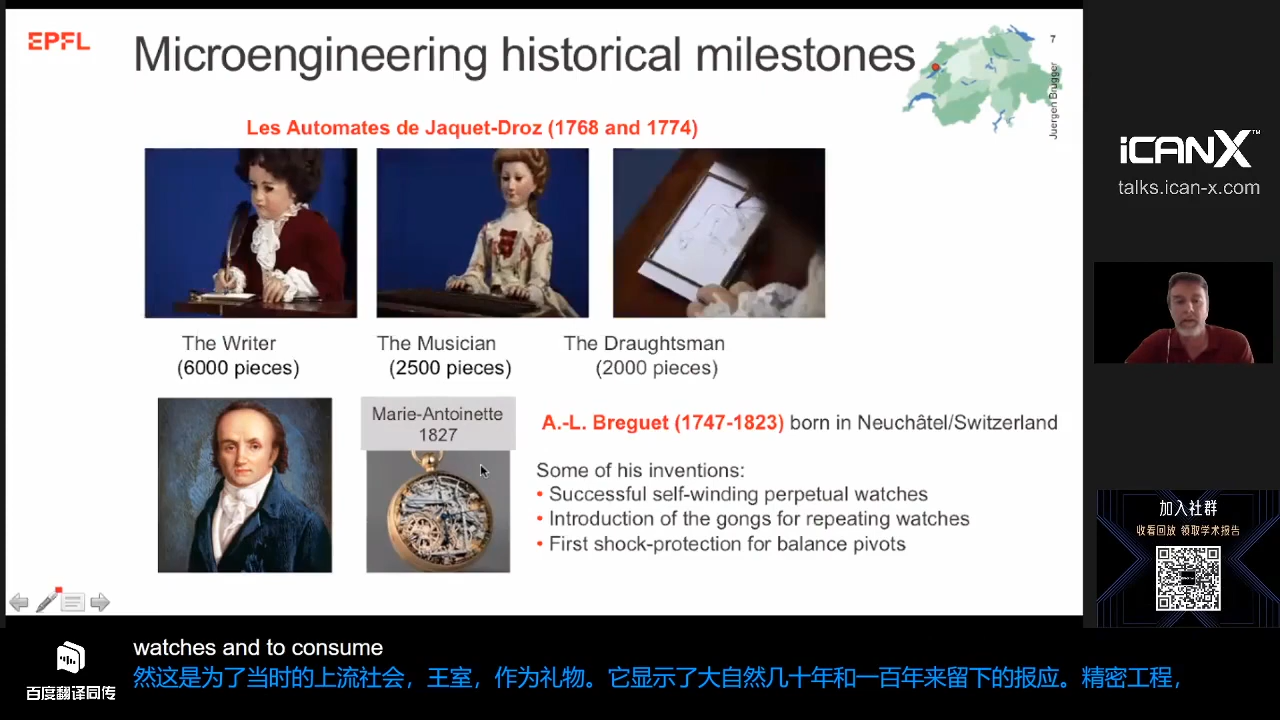 EPFL
Microengineering historical milestones
7
Juergen Brugger
Les Automates de Jaquet-Droz (1768 and 1774)
The Writer
(6000 pieces)
The Musician
(2500 pieces)
The Draughtsman
(2000 pieces)
Marie-Antoinette
1827
A.-L. Breguet (1747-1823) born in Neuchâtel/Switzerland
Some of his inventions:
• Successful self-winding perpetual watches
• Introduction of the gongs for repeating watches
• First shock-protection for balance pivots
iCANX™
talks.ican-x.com
加入社群
收看回放 领取学术报告
百度翻译同传
watches and to consume
然这是为了当时的上流社会，王室，作为礼物。它显示了大自然几十年和一百年来留下的报应。精密工程，